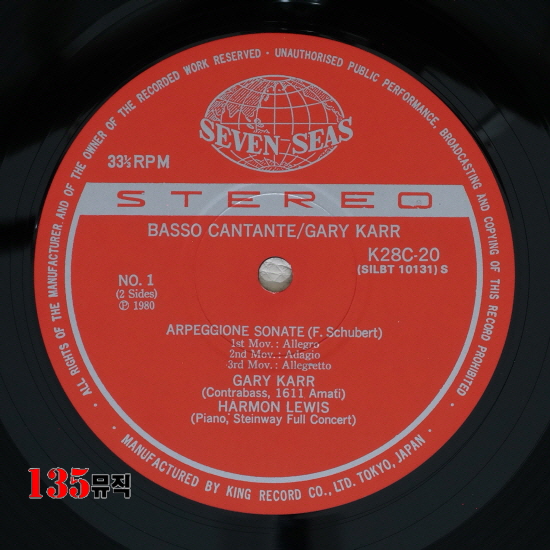 ALL RIGHTS OF THE MANUFACTURER AND OF THE OWNER OF THE RECORDED WORK RESERVED · UNAUTHORISED PUBLIC PERFORMANCE, BROADCASTING AND COPYING OF THIS RECORD PROHIBITED
SEVEN SEAS
33⅓RPM
STEREO
BASSO CANTANTE/GARY KARR
K28C-20
(SILBT 10131) S
NO. 1
(2 Sides)
℗ 1980
ARPEGGIONE SONATE (F. Schubert)
1st Mov.: Allegro
2nd Mov.: Adagio
3rd Mov.: Allegretto
GARY KARR
(Contrabass, 1611 Amati)
HARMON LEWIS
(Piano, Steinway Full Concert)
MANUFACTURED BY KING RECORD CO., LTD. TOKYO, JAPAN
135뮤직